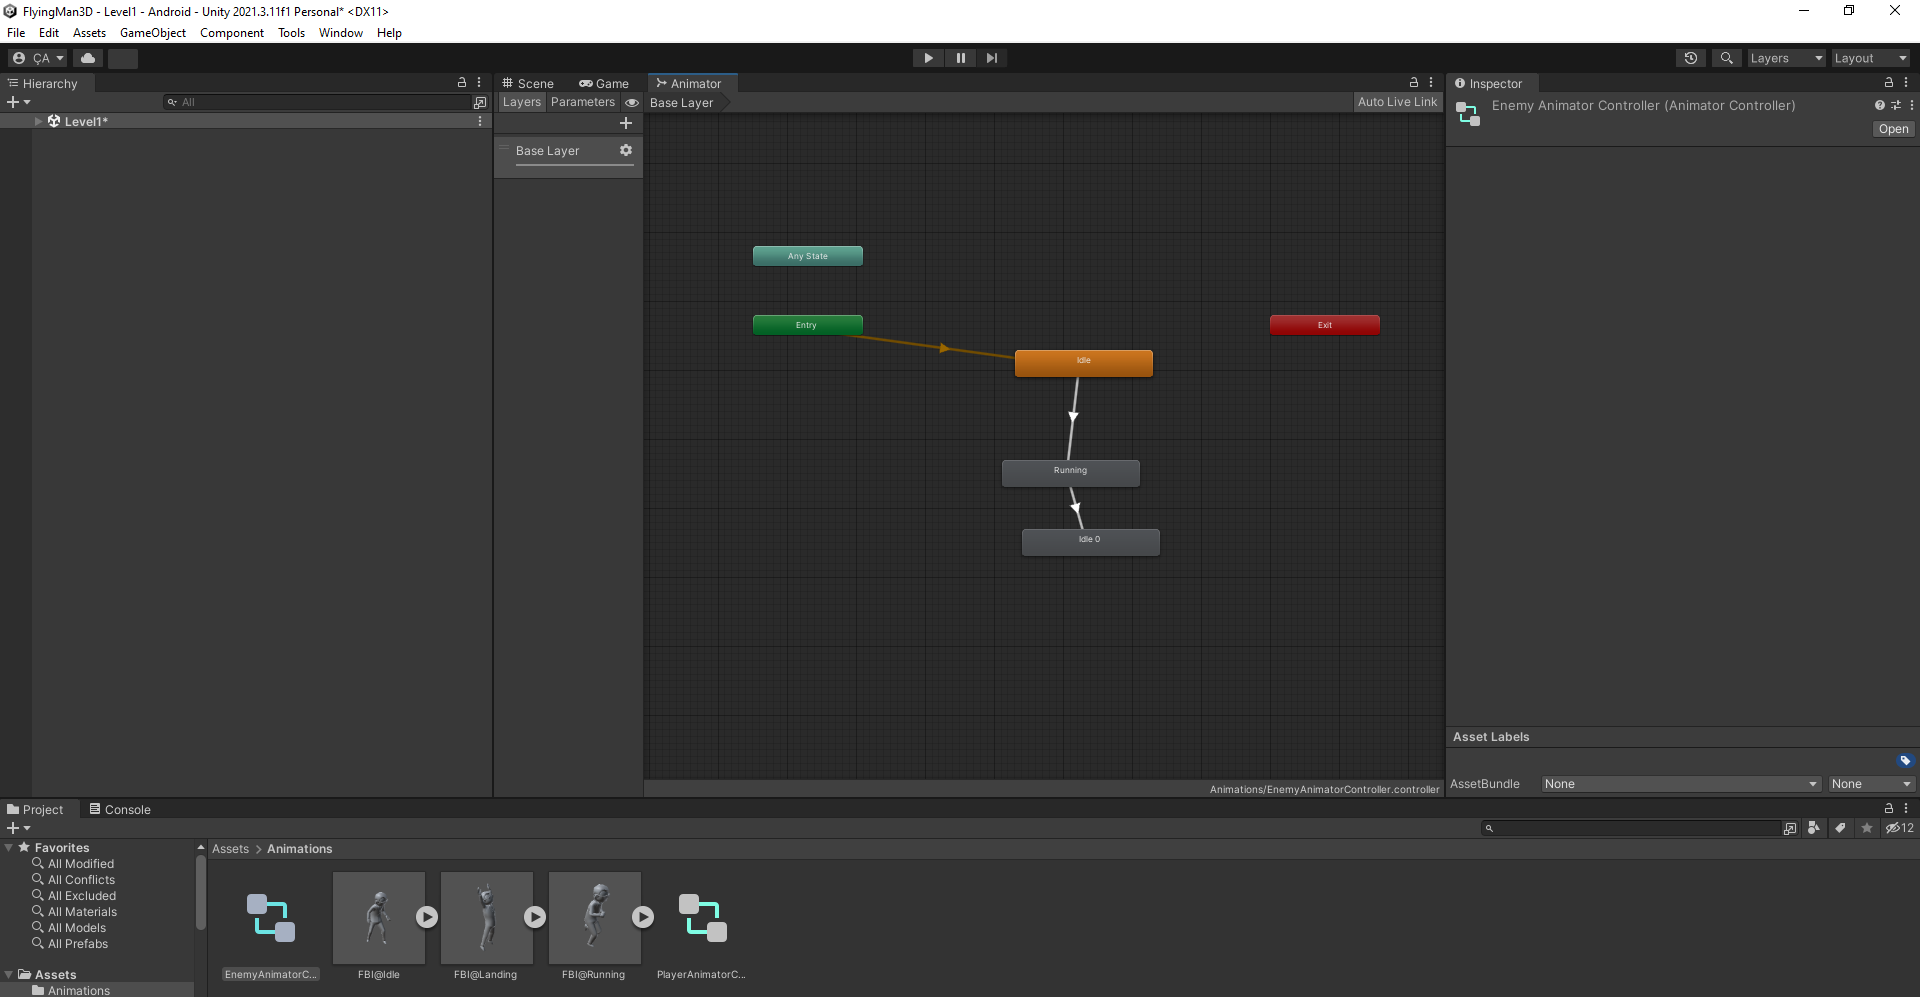 FlyingMan3D - Level1 - Android - Unity 2021.3.11f1 Personal* <DX11>
File Edit Assets GameObject Component Tools Window Help
ÇA
Layers
Layout
Hierarchy
Scene
Game
Animator
Inspector
All
Layers
Parameters
Base Layer
Auto Live Link
Enemy Animator Controller (Animator Controller)
Open
Level1*
Base Layer
Any State
Entry
Exit
Idle
Running
Idle 0
Asset Labels
AssetBundle
None
None
Animations/EnemyAnimatorController.controller
Project
Console
12
Favorites
All Modified
All Conflicts
All Excluded
All Materials
All Models
All Prefabs
Assets
Animations
Assets > Animations
EnemyAnimatorC...
FBI@Idle
FBI@Landing
FBI@Running
PlayerAnimatorC...